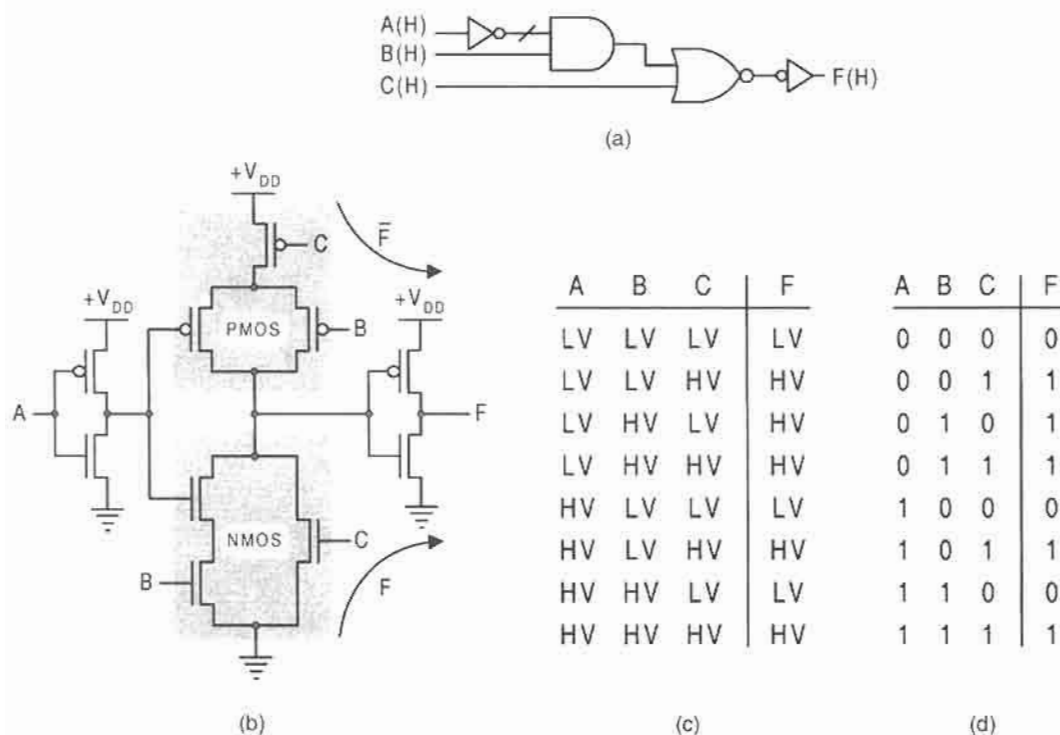 A(H)
B(H)
C(H)
F(H)
(a)
+V_DD
C
F̅
+V_DD
PMOS
B
+V_DD
A
F
NMOS
C
B
F
(b)
A B C F
LV LV LV LV
LV LV HV HV
LV HV LV HV
LV HV HV HV
HV LV LV LV
HV LV HV HV
HV HV LV LV
HV HV HV HV
(c)
A B C F
0 0 0 0
0 0 1 1
0 1 0 1
0 1 1 1
1 0 0 0
1 0 1 1
1 1 0 0
1 1 1 1
(d)